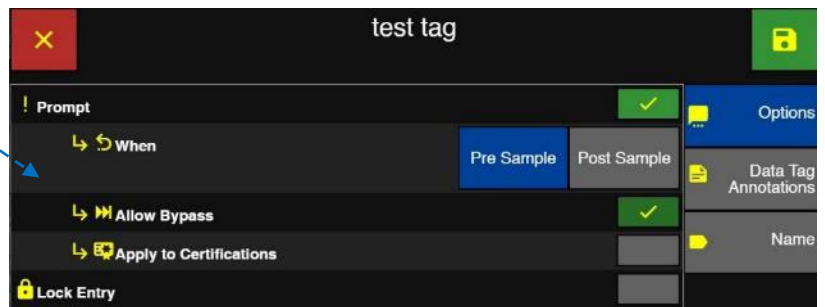 test tag
Prompt
Options
When
Pre Sample
Post Sample
Data Tag
Annotations
Allow Bypass
Name
Apply to Certifications
Lock Entry